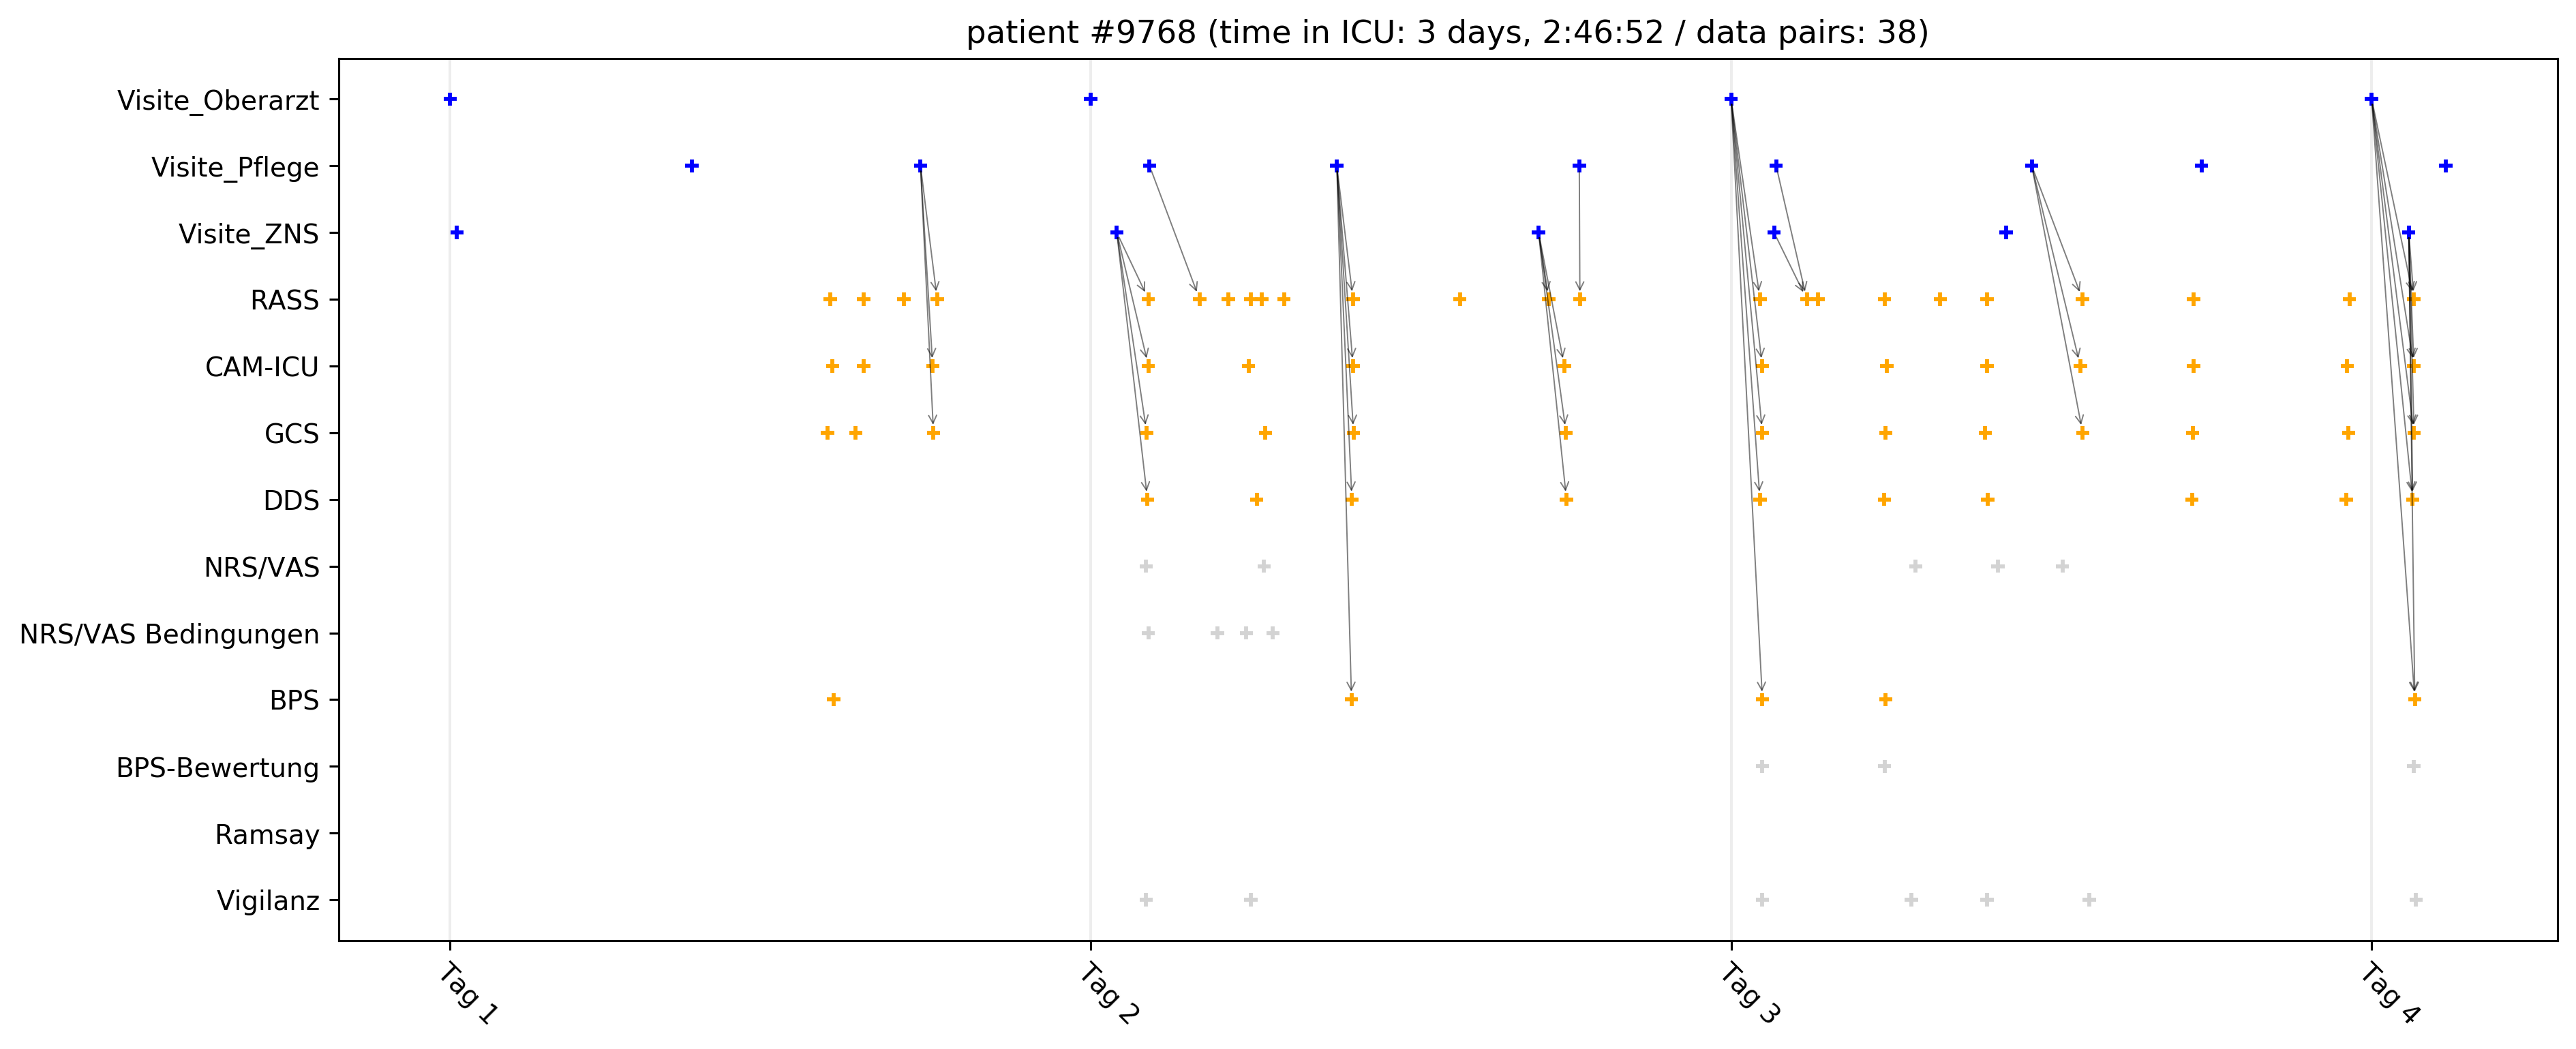 patient #9768 (time in ICU: 3 days, 2:46:52 / data pairs: 38)
Visite_Oberarzt
Visite_Pflege
Visite_ZNS
RASS
CAM-ICU
GCS
DDS
NRS/VAS
NRS/VAS Bedingungen
BPS
BPS-Bewertung
Ramsay
Vigilanz
Tag 1
Tag 2
Tag 3
Tag 4